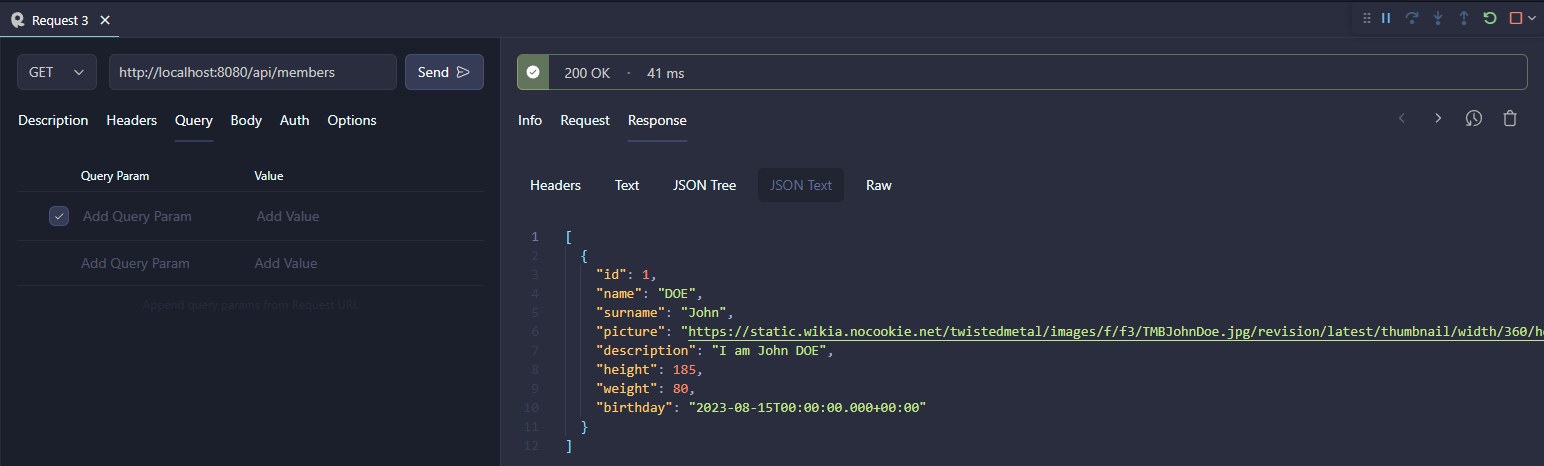 Request 3
GET
http://localhost:8080/api/members
Send
Description Headers Query Body Auth Options
Query Param Value
Add Query Param Add Value
Add Query Param Add Value
Append query params from Request URL
200 OK · 41 ms
Info Request Response
Headers Text JSON Tree JSON Text Raw
1 [
2 {
3 "id": 1,
4 "name": "DOE",
5 "surname": "John",
6 "picture": "https://static.wikia.nocookie.net/twistedmetal/images/f/f3/TMBJohnDoe.jpg/revision/latest/thumbnail/width/360/h
7 "description": "I am John DOE",
8 "height": 185,
9 "weight": 80,
10 "birthday": "2023-08-15T00:00:00.000+00:00"
11 }
12 ]